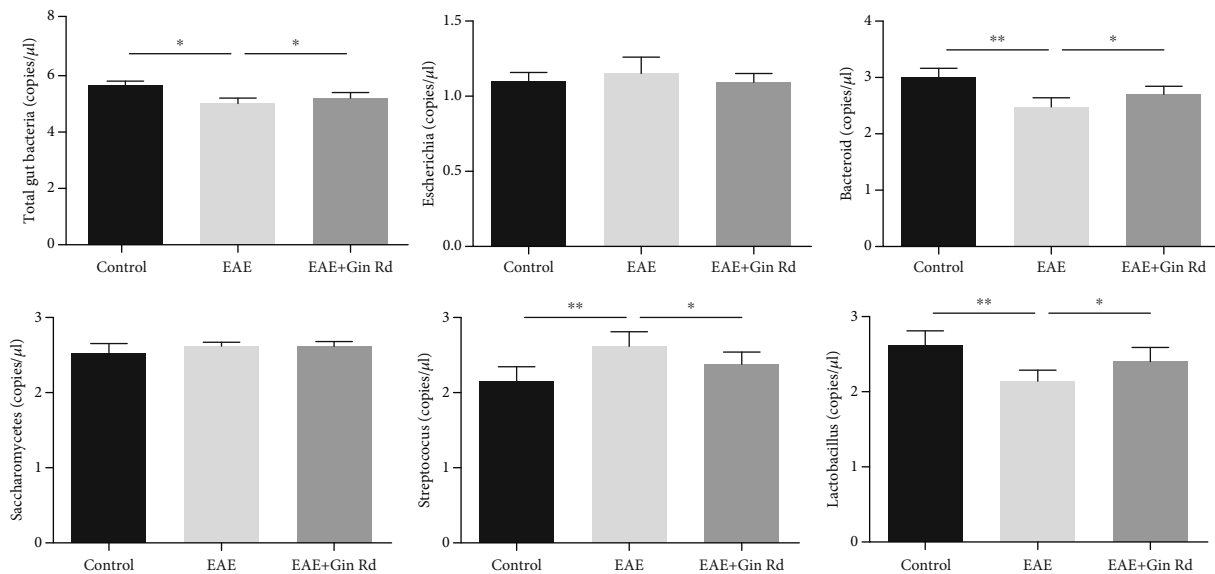 Total gut bacteria (copies/μl)
8
6
4
2
0
*
*
Control
EAE
EAE+Gin Rd
Escherichia (copies/μl)
1.5
1.0
0.5
0.0
Control
EAE
EAE+Gin Rd
Bacteroid (copies/μl)
4
3
2
1
0
**
*
Control
EAE
EAE+Gin Rd
Saccharomycetes (copies/μl)
3
2
1
0
Control
EAE
EAE+Gin Rd
Streptococus (copies/μl)
3
2
1
0
**
*
Control
EAE
EAE+Gin Rd
Lactobacillus (copies/μl)
3
2
1
0
**
*
Control
EAE
EAE+Gin Rd